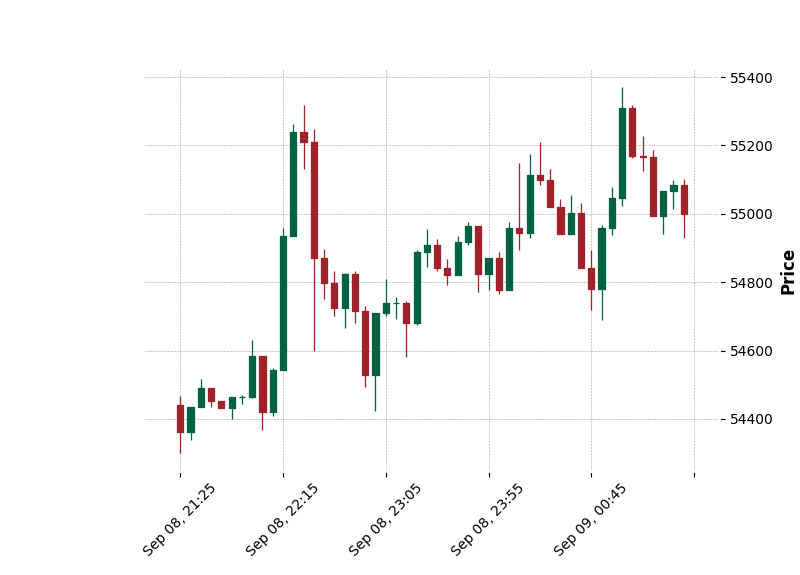 55400
55200
55000
54800
54600
54400
Price
Sep 08, 21:25
Sep 08, 22:15
Sep 08, 23:05
Sep 08, 23:55
Sep 09, 00:45